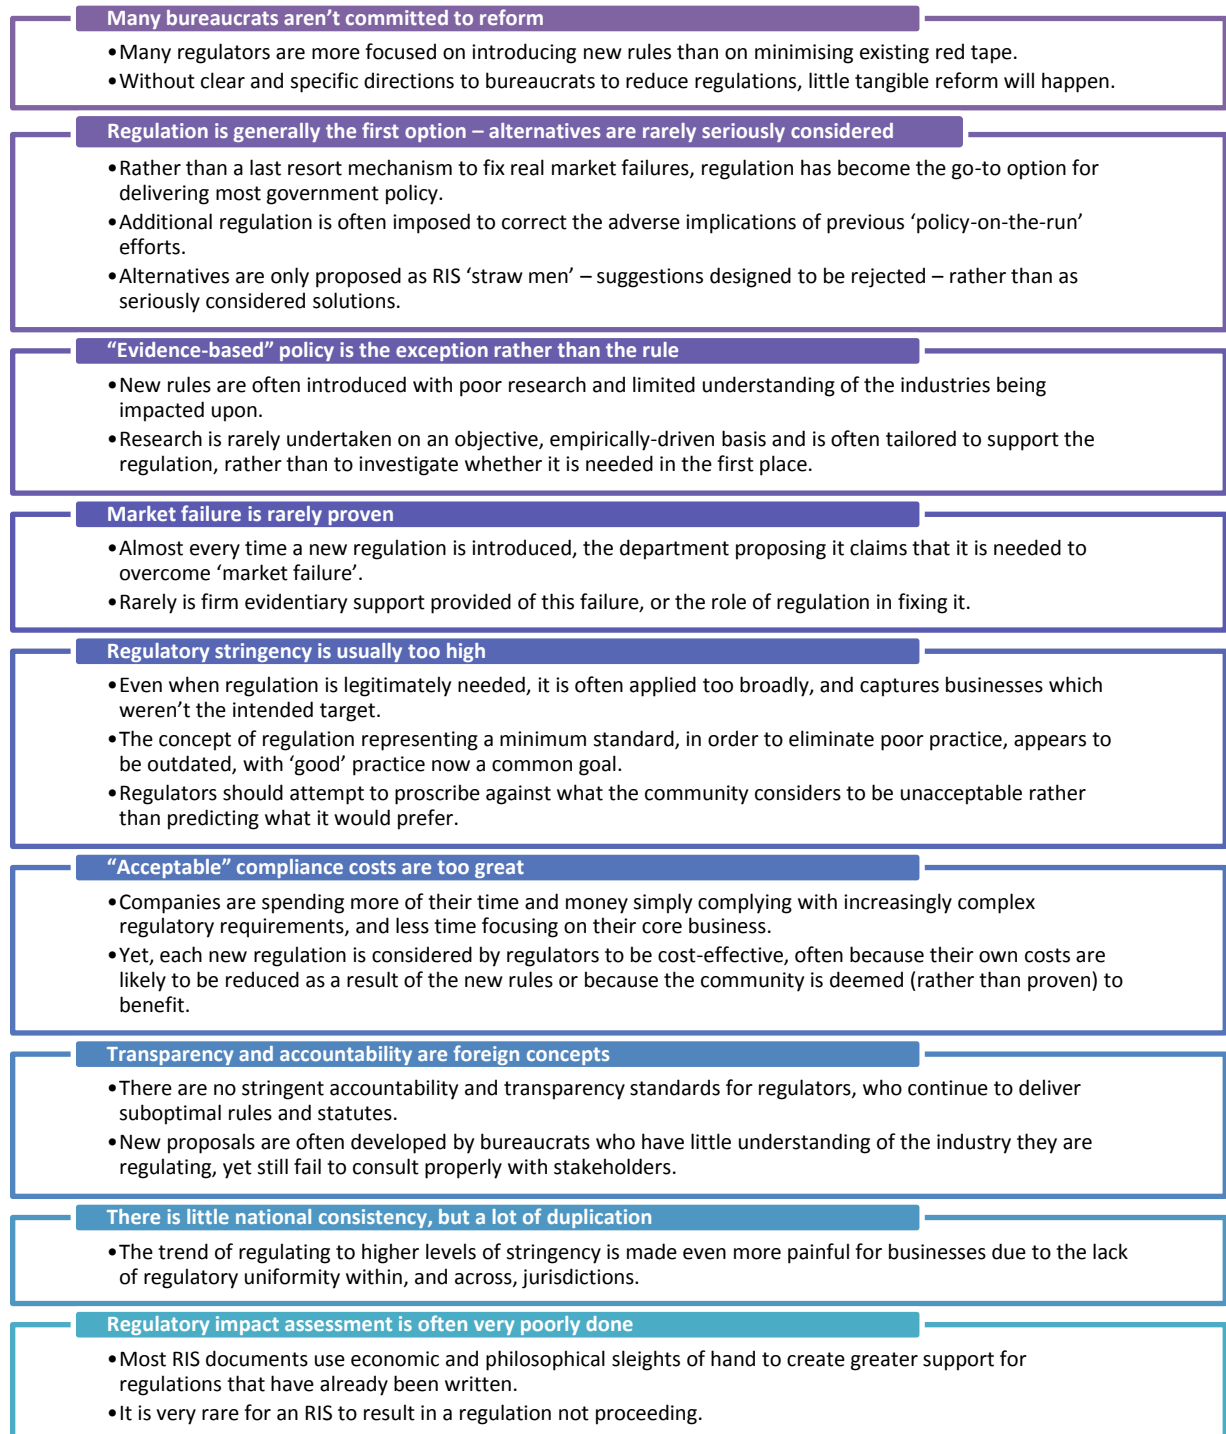 Many bureaucrats aren’t committed to reform
•Many regulators are more focused on introducing new rules than on minimising existing red tape.
•Without clear and specific directions to bureaucrats to reduce regulations, little tangible reform will happen.
Regulation is generally the first option – alternatives are rarely seriously considered
•Rather than a last resort mechanism to fix real market failures, regulation has become the go-to option for
delivering most government policy.
•Additional regulation is often imposed to correct the adverse implications of previous ‘policy-on-the-run’
efforts.
•Alternatives are only proposed as RIS ‘straw men’ – suggestions designed to be rejected – rather than as
seriously considered solutions.
“Evidence-based” policy is the exception rather than the rule
•New rules are often introduced with poor research and limited understanding of the industries being
impacted upon.
•Research is rarely undertaken on an objective, empirically-driven basis and is often tailored to support the
regulation, rather than to investigate whether it is needed in the first place.
Market failure is rarely proven
•Almost every time a new regulation is introduced, the department proposing it claims that it is needed to
overcome ‘market failure’.
•Rarely is firm evidentiary support provided of this failure, or the role of regulation in fixing it.
Regulatory stringency is usually too high
•Even when regulation is legitimately needed, it is often applied too broadly, and captures businesses which
weren’t the intended target.
•The concept of regulation representing a minimum standard, in order to eliminate poor practice, appears to
be outdated, with ‘good’ practice now a common goal.
•Regulators should attempt to proscribe against what the community considers to be unacceptable rather
than predicting what it would prefer.
“Acceptable” compliance costs are too great
•Companies are spending more of their time and money simply complying with increasingly complex
regulatory requirements, and less time focusing on their core business.
•Yet, each new regulation is considered by regulators to be cost-effective, often because their own costs are
likely to be reduced as a result of the new rules or because the community is deemed (rather than proven) to
benefit.
Transparency and accountability are foreign concepts
•There are no stringent accountability and transparency standards for regulators, who continue to deliver
suboptimal rules and statutes.
•New proposals are often developed by bureaucrats who have little understanding of the industry they are
regulating, yet still fail to consult properly with stakeholders.
There is little national consistency, but a lot of duplication
•The trend of regulating to higher levels of stringency is made even more painful for businesses due to the lack
of regulatory uniformity within, and across, jurisdictions.
Regulatory impact assessment is often very poorly done
•Most RIS documents use economic and philosophical sleights of hand to create greater support for
regulations that have already been written.
•It is very rare for an RIS to result in a regulation not proceeding.